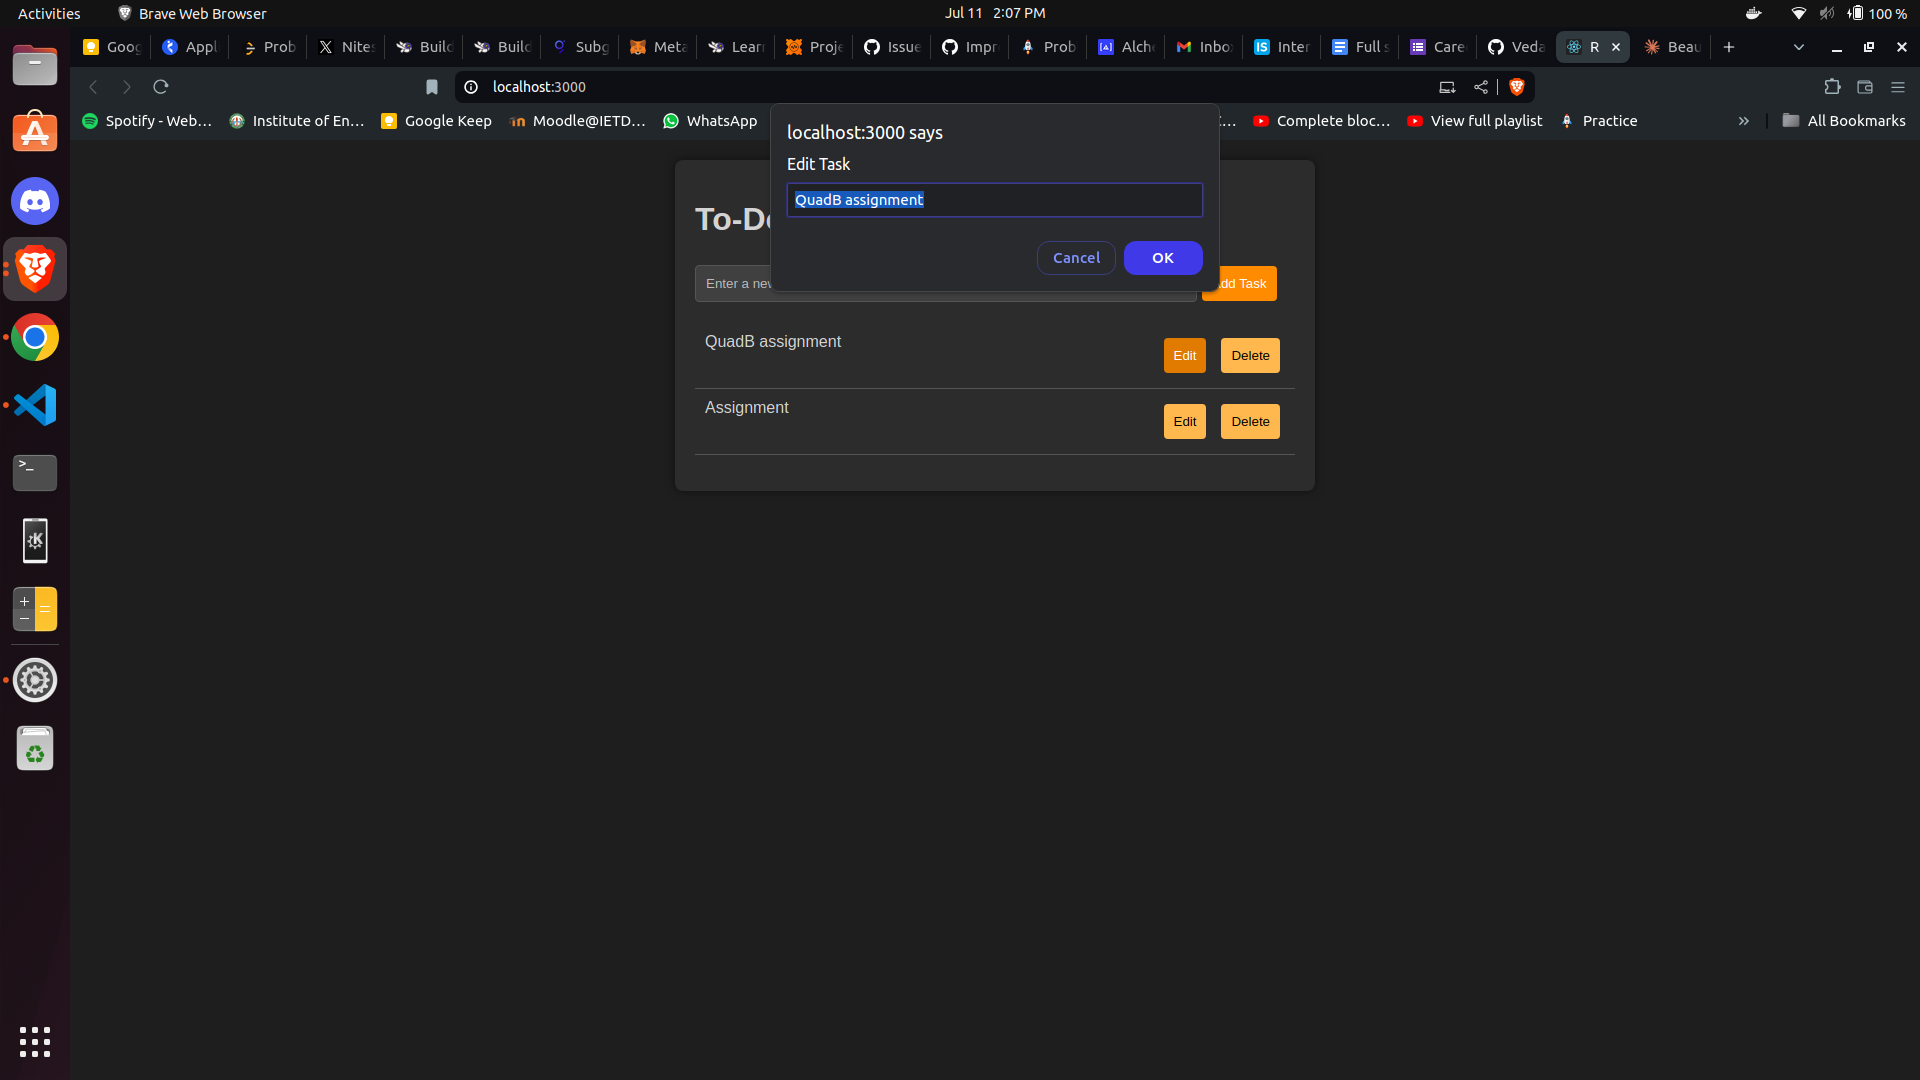 Activities Brave Web Browser Jul 11 2:07 PM 100 %
Goog Appl Prob Nites Build Build Subg Meta Learn Proje Issue Impr Prob Alche Inbo Inter Full s Care Veda R Beau
localhost:3000
Spotify - Web... Institute of En... Google Keep Moodle@IETD... WhatsApp Complete bloc... View full playlist Practice All Bookmarks
localhost:3000 says
Edit Task
QuadB assignment
Cancel OK
To-Do
Enter a new
Task
QuadB assignment Edit Delete
Assignment Edit Delete